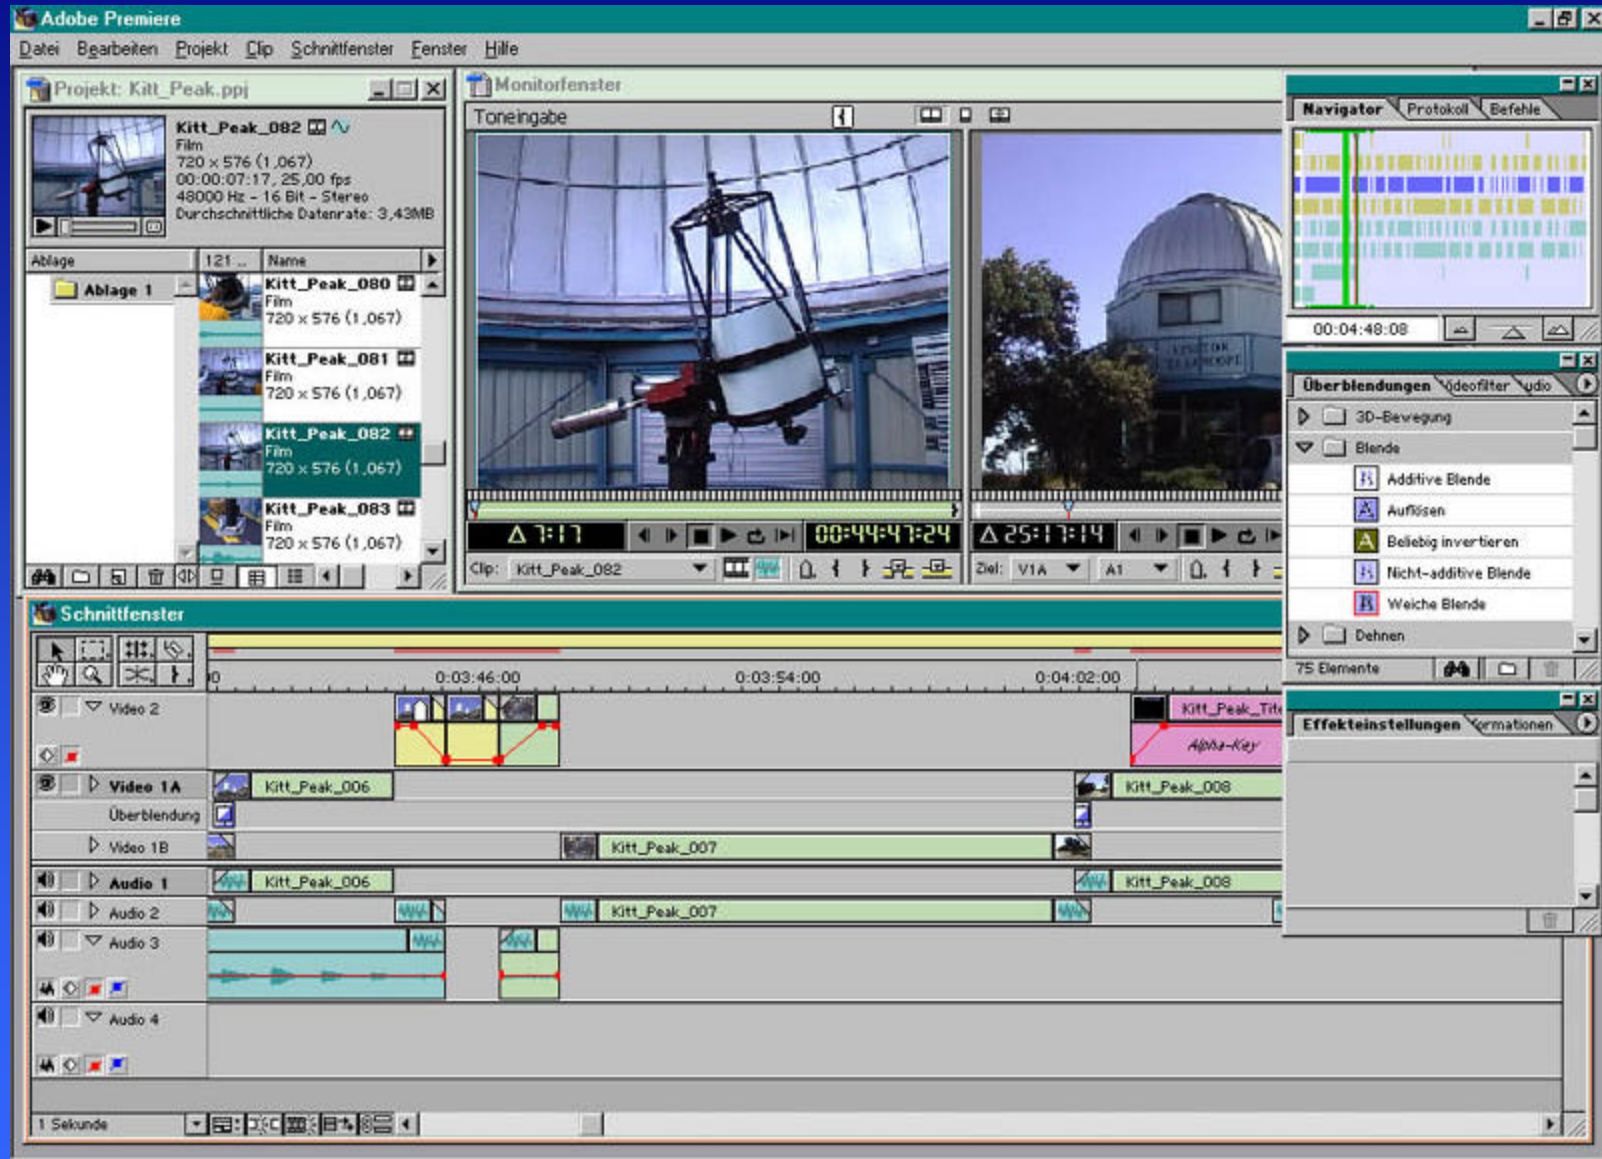 Adobe Premiere
Datei Bearbeiten Projekt Clip Schnittfenster Fenster Hilfe
Projekt: Kitt_Peak.ppj
Kitt_Peak_082
Film
720 x 576 (1,067)
00:00:07:17, 25,00 fps
48000 Hz - 16 Bit - Stereo
Durchschnittliche Datenrate: 3,43MB
Ablage 121 .. Name
Ablage 1
Kitt_Peak_080
Film
720 x 576 (1,067)
Kitt_Peak_081
Film
720 x 576 (1,067)
Kitt_Peak_082
Film
720 x 576 (1,067)
Kitt_Peak_083
Film
720 x 576 (1,067)
Monitorfenster
Toneingabe
VISITOR
TELESCOPE
Δ 7:17 00:44:47:24
Δ 25:17:14
Clip: Kitt_Peak_082
Ziel: V1A A1
Navigator Protokoll Befehle
00:04:48:08
Überblendungen Videofilter Audio
3D-Bewegung
Blende
Additive Blende
Auflösen
Beliebig invertieren
Nicht-additive Blende
Weiche Blende
Dehnen
75 Elemente
Effekteinstellungen formationen
Schnittfenster
0:03:46:00 0:03:54:00 0:04:02:00
Video 2 Kitt_Peak_Tite
Alpha-Key
Video 1A Kitt_Peak_006 Kitt_Peak_008
Überblendung
Video 1B Kitt_Peak_007
Audio 1 Kitt_Peak_006 Kitt_Peak_008
Audio 2 Kitt_Peak_007
Audio 3
Audio 4
1 Sekunde